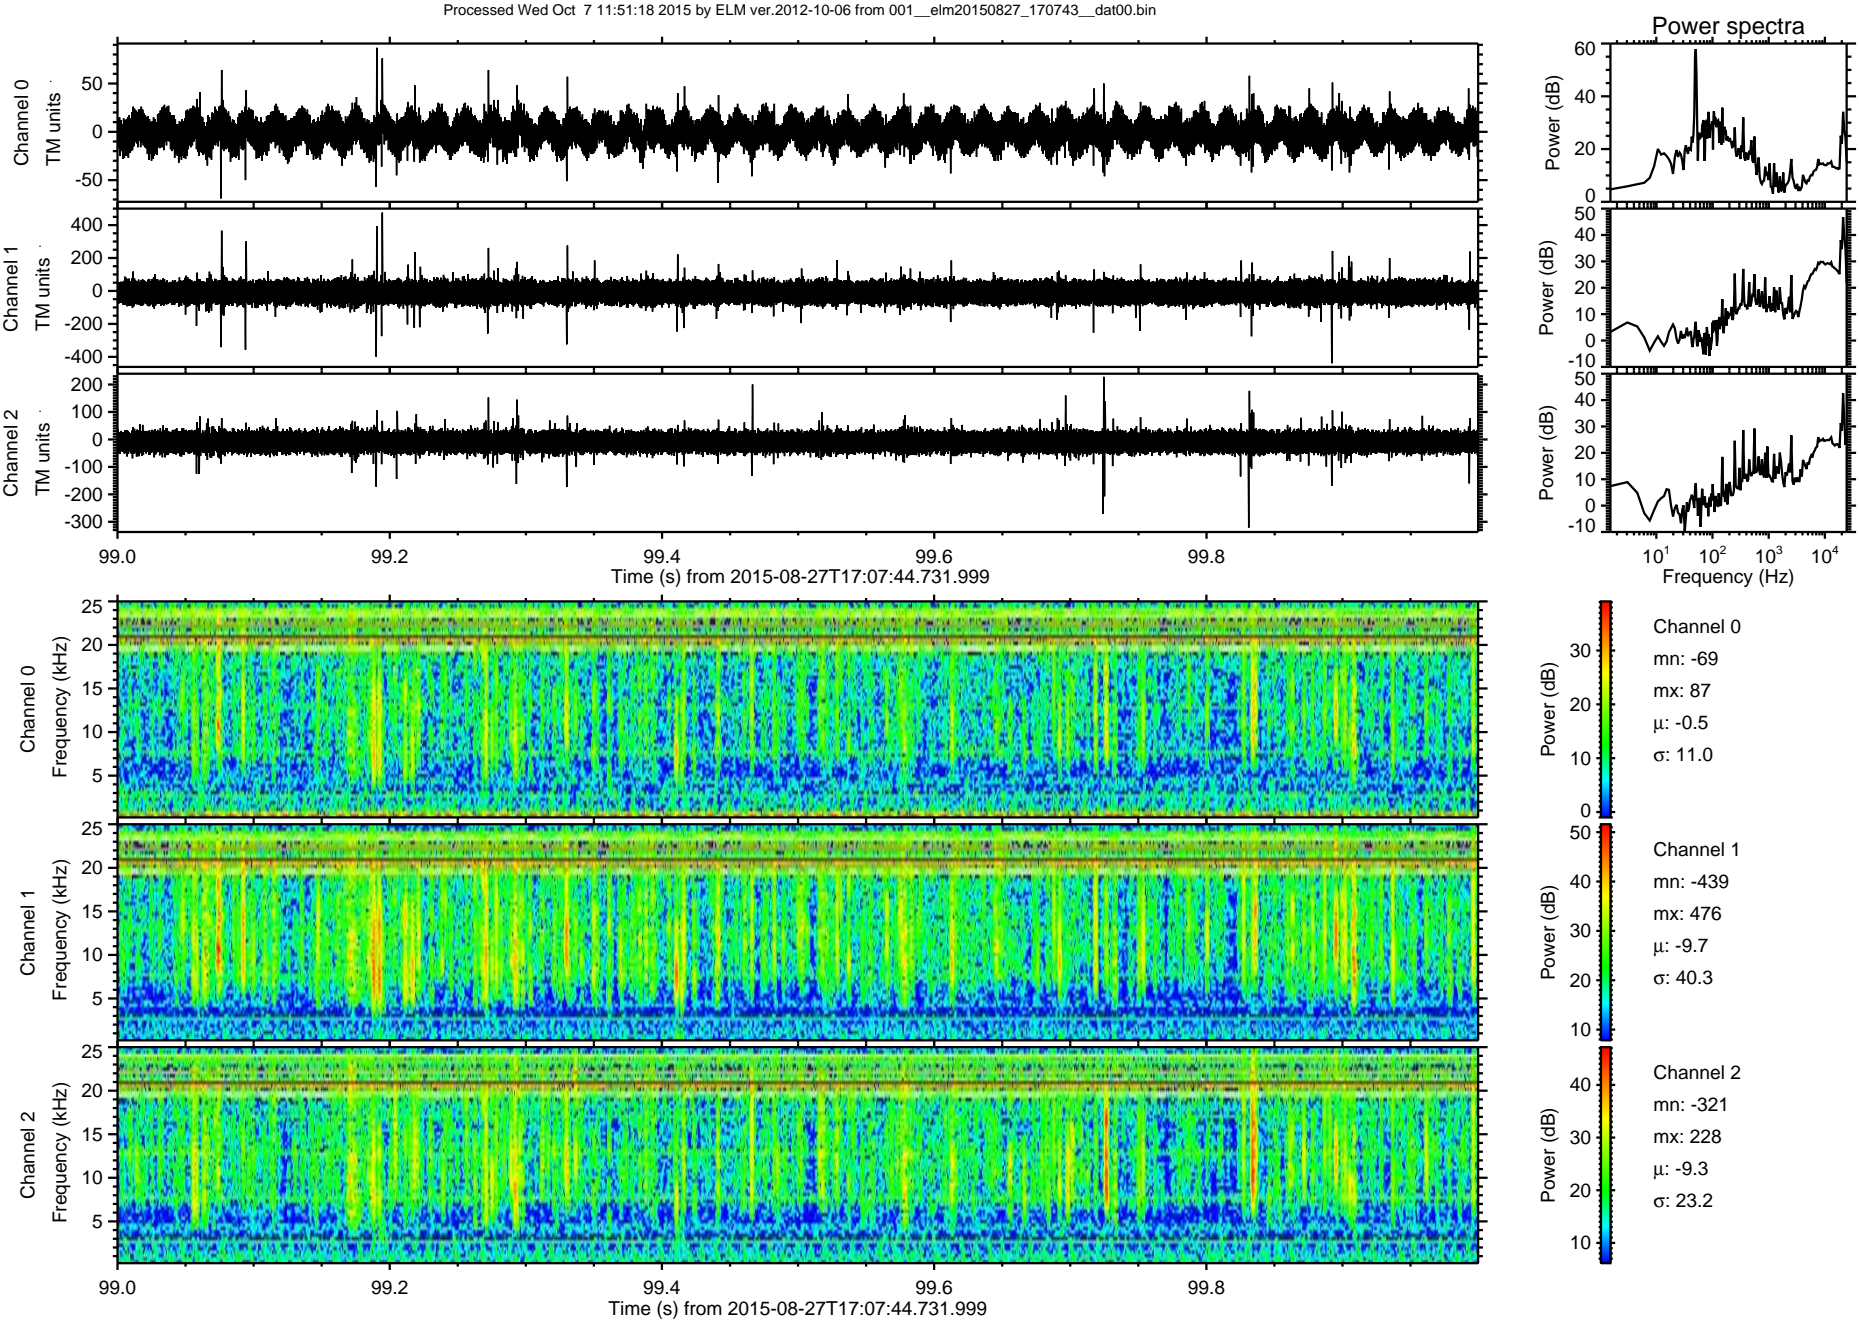 Processed Wed Oct 7 11:51:18 2015 by ELM ver.2012-10-06 from 001__elm20150827_170743__dat00.bin
Power spectra
Channel 0
TM units
50
0
-50
Power (dB)
60
40
20
0
Channel 1
TM units
400
200
0
-200
-400
Power (dB)
50
40
30
20
10
0
-10
Channel 2
TM units
200
100
0
-100
-200
-300
Power (dB)
50
40
30
20
10
0
-10
99.0 99.2 99.4 99.6 99.8
Time (s) from 2015-08-27T17:07:44.731.999
10¹ 10² 10³ 10⁴
Frequency (Hz)
Channel 0
Frequency (kHz)
25
20
15
10
5
Power (dB)
30
20
10
0
Channel 0
mn: -69
mx: 87
µ: -0.5
σ: 11.0
Channel 1
Frequency (kHz)
25
20
15
10
5
Power (dB)
50
40
30
20
10
Channel 1
mn: -439
mx: 476
µ: -9.7
σ: 40.3
Channel 2
Frequency (kHz)
25
20
15
10
5
Power (dB)
40
30
20
10
Channel 2
mn: -321
mx: 228
µ: -9.3
σ: 23.2
99.0 99.2 99.4 99.6 99.8
Time (s) from 2015-08-27T17:07:44.731.999